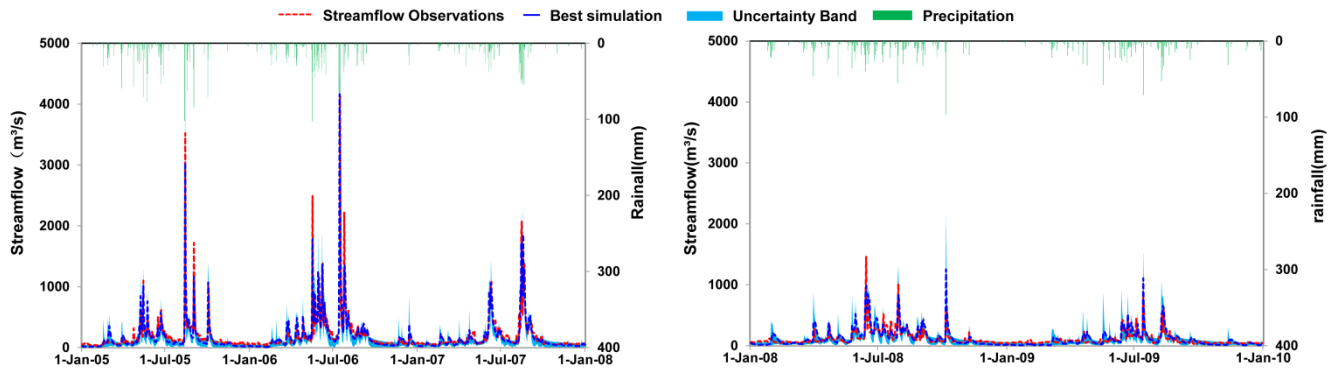 Streamflow Observations
Best simulation
Uncertainty Band
Precipitation
Streamflow（m³/s）
5000
4000
3000
2000
1000
0
0
100
200
300
400
Rainall(mm)
1-Jan-05
1-Jul-05
1-Jan-06
1-Jul-06
1-Jan-07
1-Jul-07
1-Jan-08
Streamflow(m³/s)
5000
4000
3000
2000
1000
0
0
100
200
300
400
rainfall(mm)
1-Jan-08
1-Jul-08
1-Jan-09
1-Jul-09
1-Jan-10